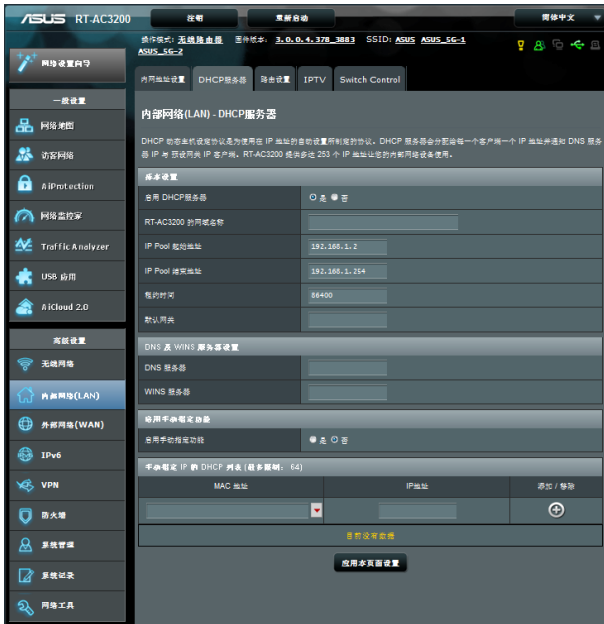 ASUS RT-AC3200 注销 重新启动 简体中文
操作模式: 无线路由器 固件版本: 3.0.0.4.378_3883 SSID: ASUS ASUS_5G-1
ASUS_5G-2
网络设置向导
一般设置
网络地图
访客网络
AiProtection
网络监控家
Traffic Analyzer
USB 应用
AiCloud 2.0
高级设置
无线网络
内部网络(LAN)
外部网络(WAN)
IPv6
VPN
防火墙
系统管理
系统记录
网络工具
内网地址设置 DHCP服务器 路由设置 IPTV Switch Control
内部网络(LAN) - DHCP服务器
DHCP 动态主机设定协议是为使用在 IP 地址的自动设置所制定的协议。DHCP 服务器会分配给每一个客户端一个 IP 地址并通知 DNS 服务
器 IP 与 预设网关 IP 客户端。RT-AC3200 提供多达 253 个 IP 地址让您的内部网络设备使用。
基本设置
启用 DHCP服务器 是 否
RT-AC3200 的网域名称
IP Pool 起始地址 192.168.1.2
IP Pool 结束地址 192.168.1.254
租约时间 86400
默认网关
DNS 及 WINS 服务器设置
DNS 服务器
WINS 服务器
启用手动指定功能
启用手动指定功能 是 否
手动指定 IP 的 DHCP 列表 (最多限制: 64)
MAC 地址 IP地址 添加 / 移除
目前没有数据
应用本页面设置